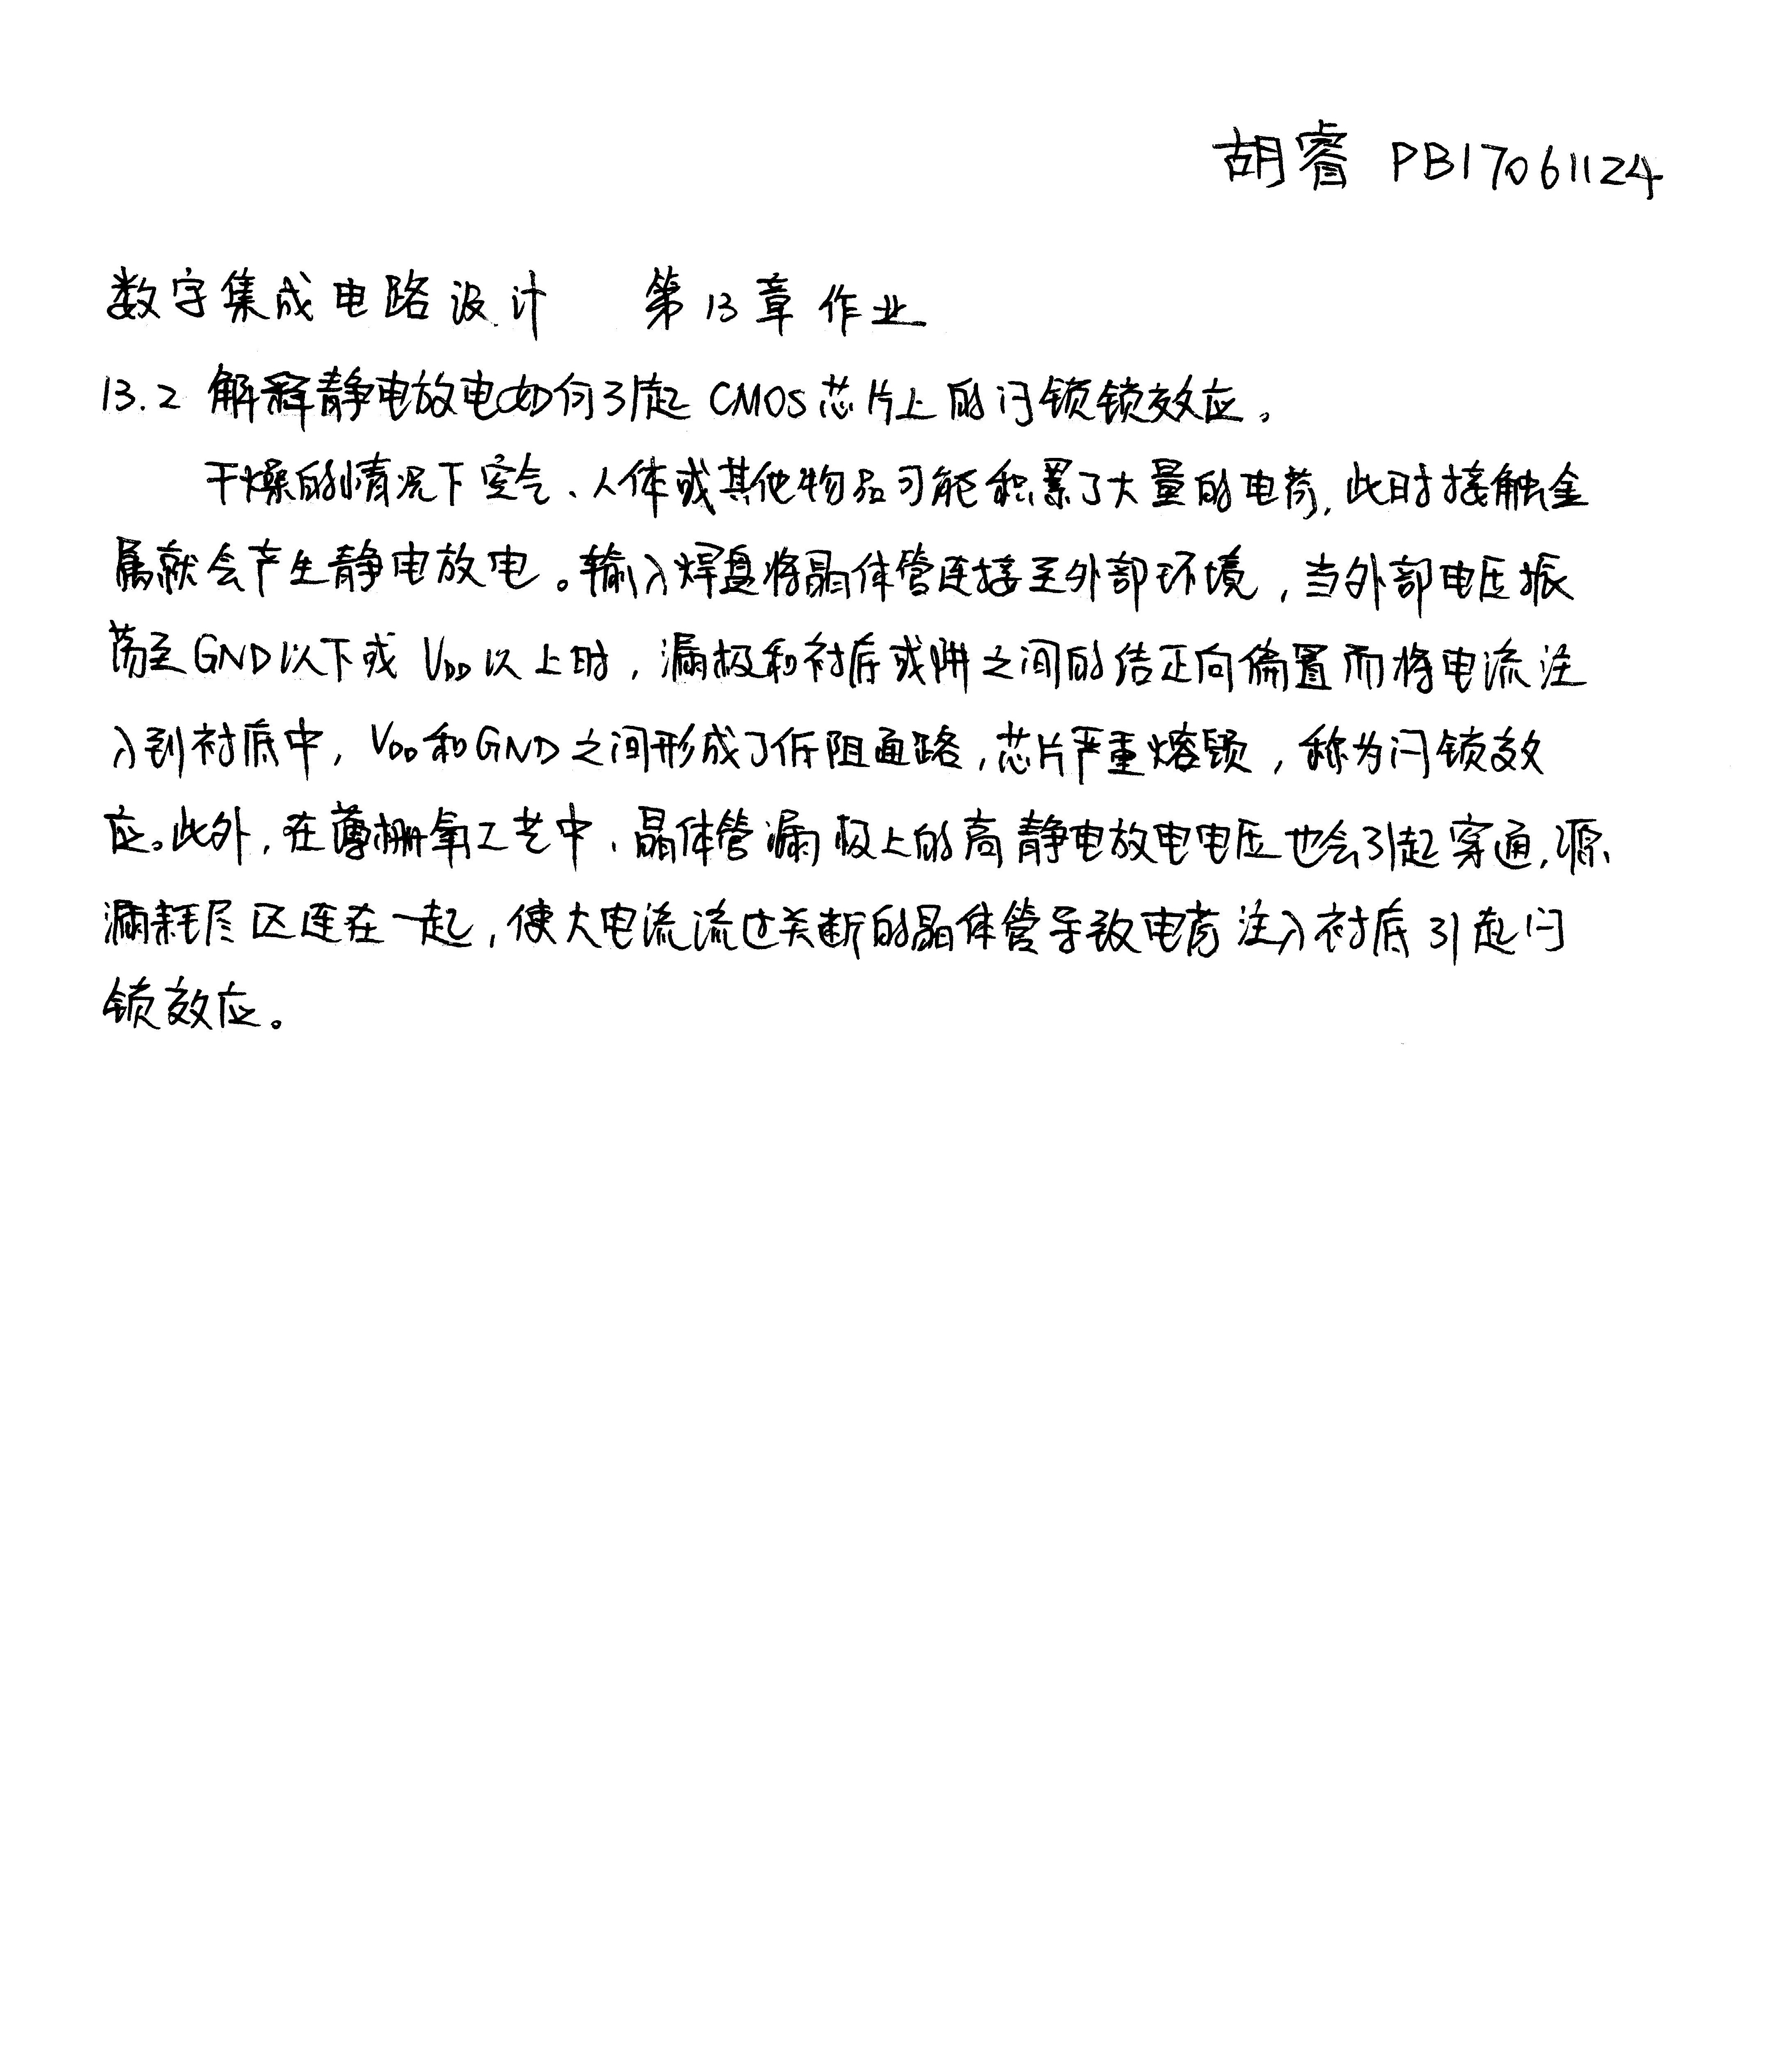 胡睿 PB17061124
数字集成电路设计 第13章作业
13.2 解释静电放电如何引起 CMOS芯片上的闩锁锁效应。
干燥的情况下空气、人体或其他物品可能积累了大量的电荷，此时接触金
属就会产生静电放电。输入焊盘将晶体管连接至外部环境，当外部电压振
荡至GND以下或 VDD以上时，漏极和衬底或阱之间的结正向偏置而将电流注
入到衬底中，VDD和GND之间形成了低阻通路，芯片严重熔毁，称为闩锁效
应。此外，在薄栅氧工艺中，晶体管漏极上的高静电放电电压也会引起穿通，源、
漏耗尽区连在一起，使大电流流过关断的晶体管导致电荷注入衬底引起闩
锁效应。